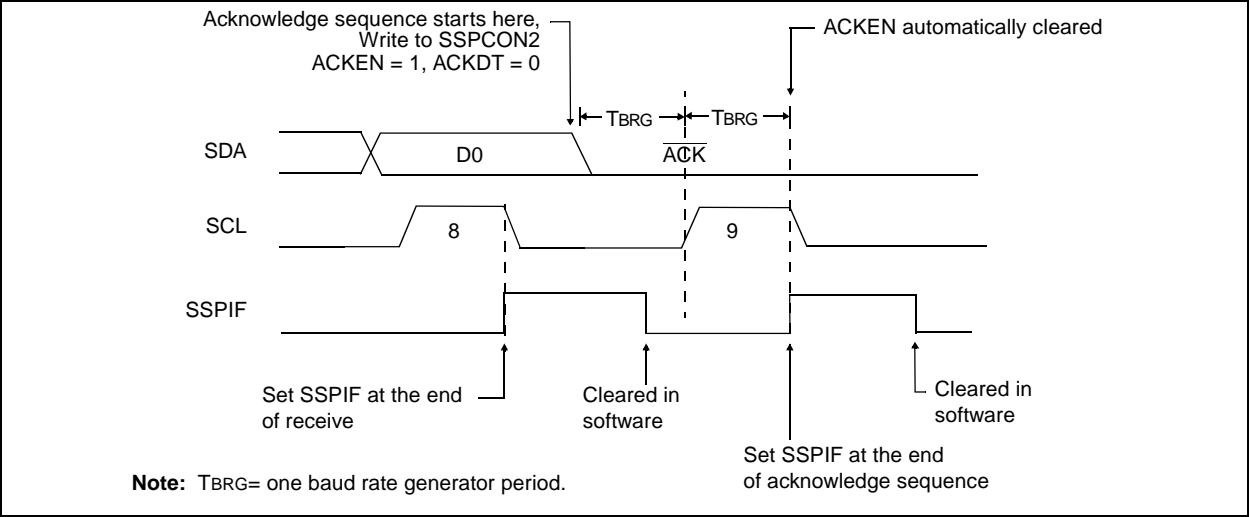 Acknowledge sequence starts here,
Write to SSPCON2
ACKEN = 1, ACKDT = 0
ACKEN automatically cleared
TBRG
TBRG
SDA
D0
ACK
SCL
8
9
SSPIF
Set SSPIF at the end
of receive
Cleared in
software
Set SSPIF at the end
of acknowledge sequence
Cleared in
software
Note: TBRG= one baud rate generator period.